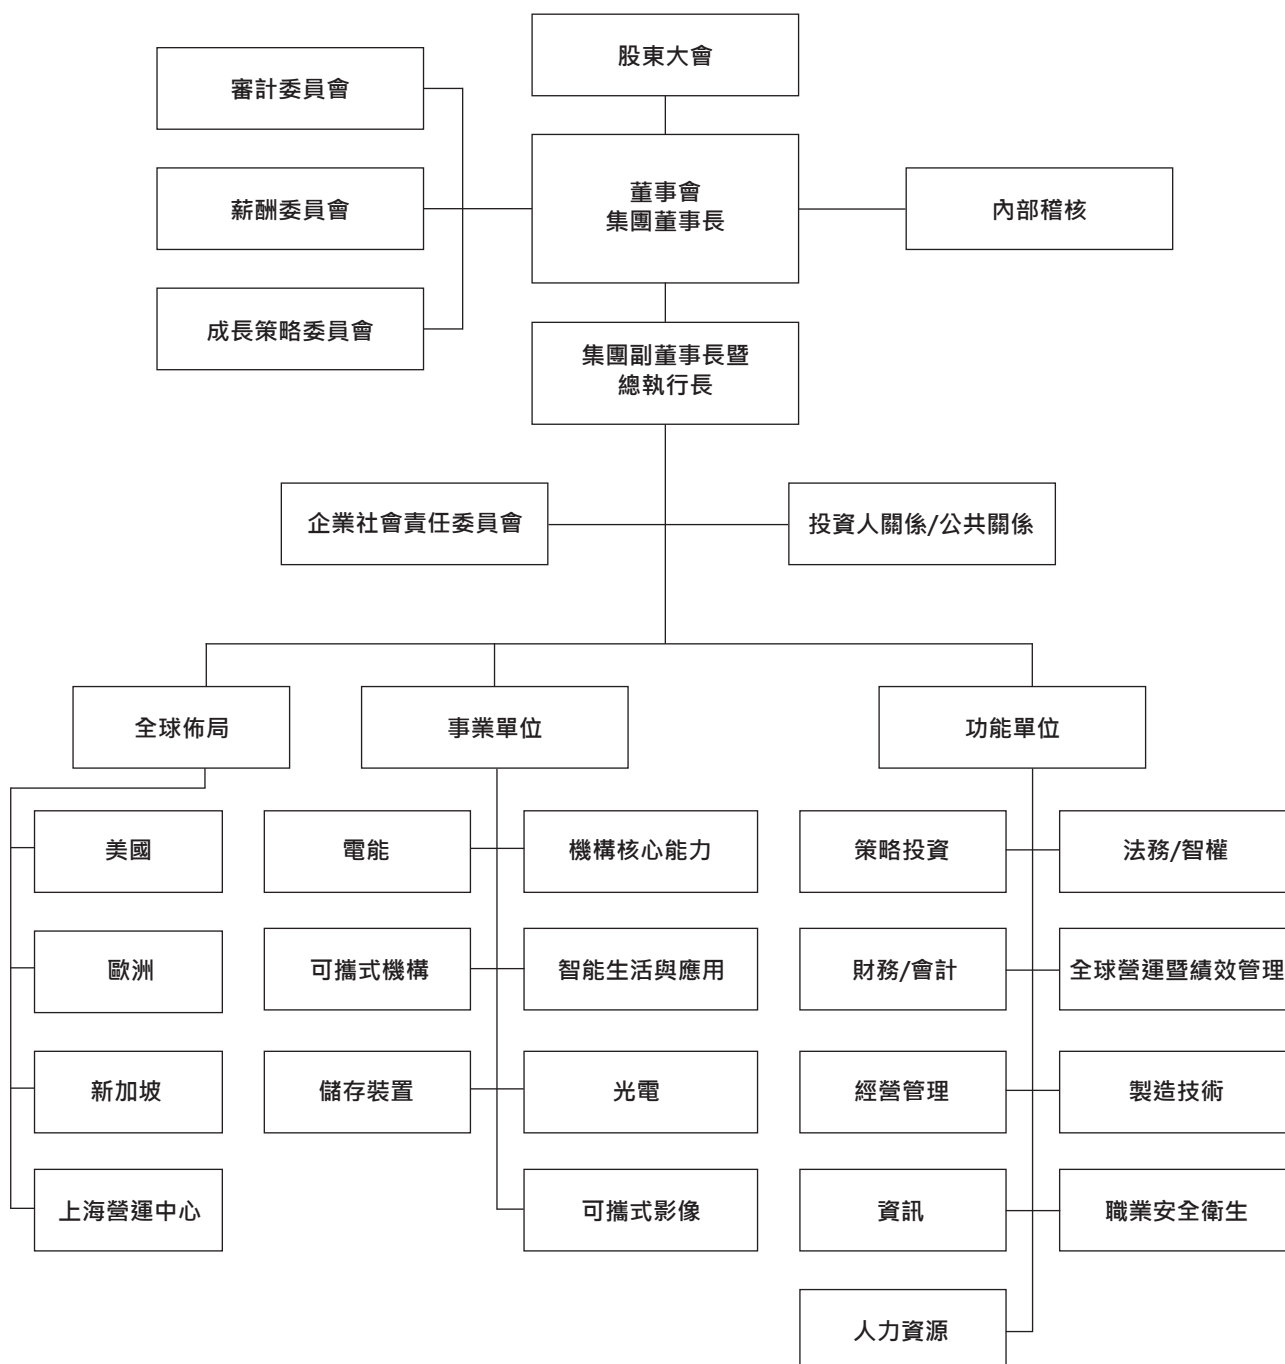 股東大會
審計委員會
董事會
集團董事長
薪酬委員會
內部稽核
成長策略委員會
集團副董事長暨
總執行長
企業社會責任委員會
投資人關係/公共關係
全球佈局
事業單位
功能單位
美國
電能
機構核心能力
策略投資
法務/智權
歐洲
可攜式機構
智能生活與應用
財務/會計
全球營運暨績效管理
新加坡
儲存裝置
光電
經營管理
製造技術
上海營運中心
可攜式影像
資訊
職業安全衛生
人力資源